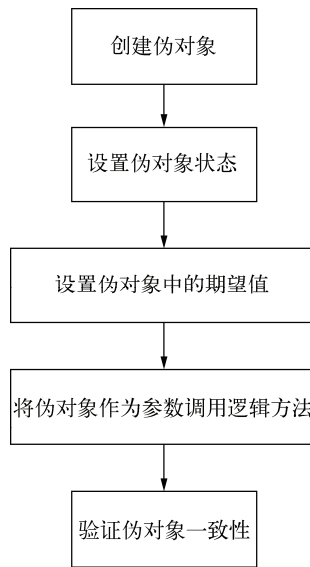 创建伪对象
设置伪对象状态
设置伪对象中的期望值
将伪对象作为参数调用逻辑方法
验证伪对象一致性